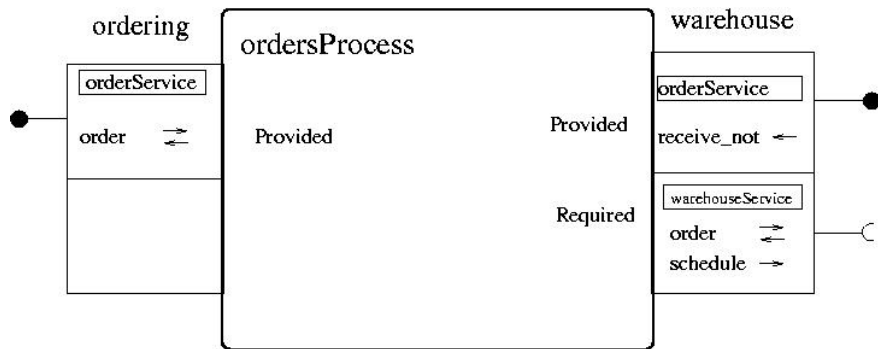 ordering
orderService
order
Provided
ordersProcess
warehouse
Provided
orderService
receive_not
Required
warehouseService
order
schedule